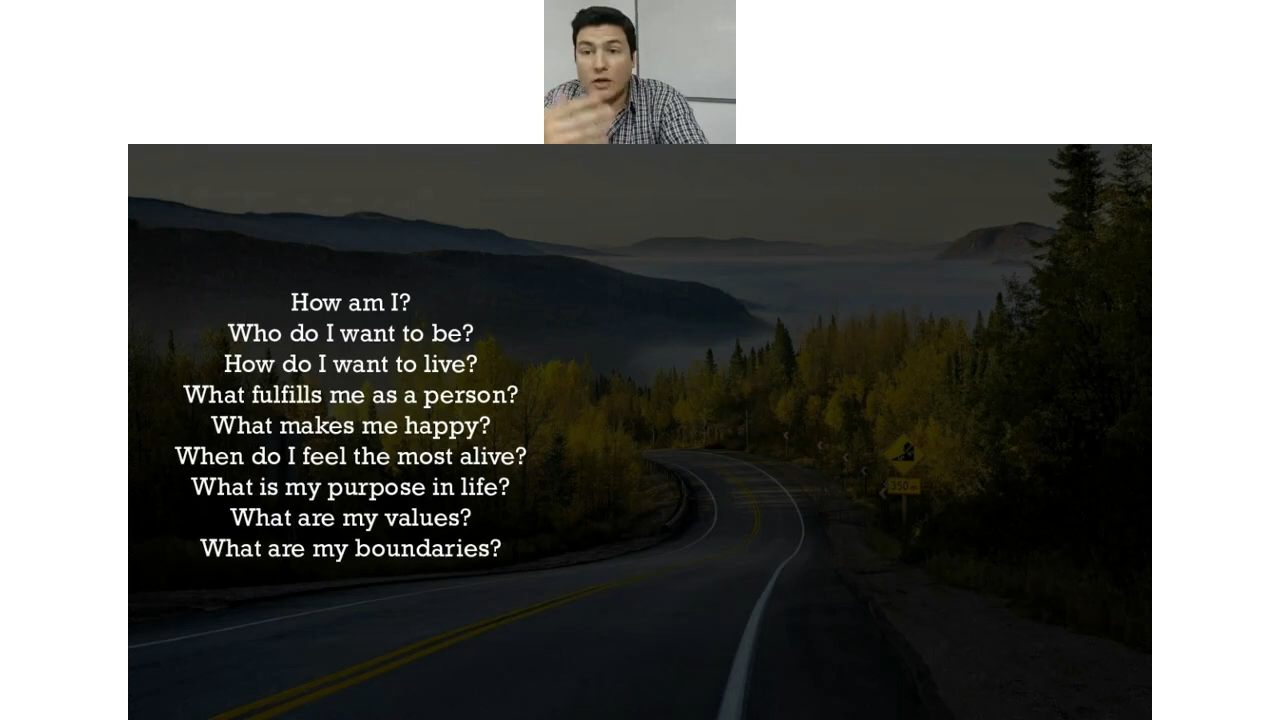 How am I?
Who do I want to be?
How do I want to live?
What fulfills me as a person?
What makes me happy?
When do I feel the most alive?
What is my purpose in life?
What are my values?
What are my boundaries?
350 m